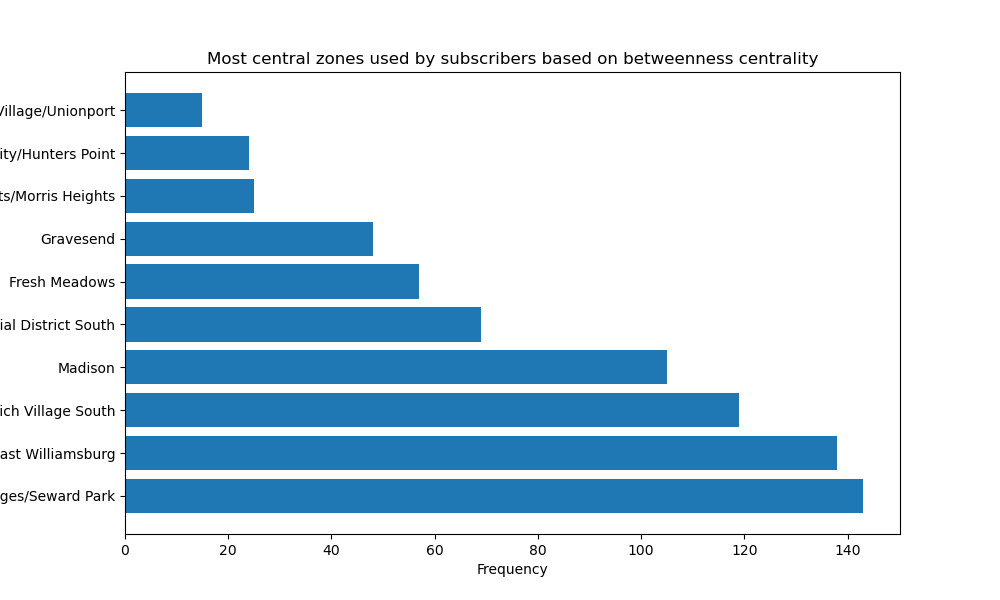 Most central zones used by subscribers based on betweenness centrality
Village/Unionport
ity/Hunters Point
ts/Morris Heights
Gravesend
Fresh Meadows
ial District South
Madison
ich Village South
ast Williamsburg
ges/Seward Park
0 20 40 60 80 100 120 140
Frequency